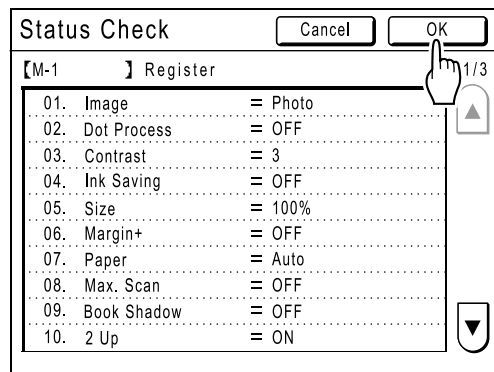 Status Check Cancel OK
【M-1 】 Register 1/3
01. Image = Photo
02. Dot Process = OFF
03. Contrast = 3
04. Ink Saving = OFF
05. Size = 100%
06. Margin+ = OFF
07. Paper = Auto
08. Max. Scan = OFF
09. Book Shadow = OFF
10. 2 Up = ON